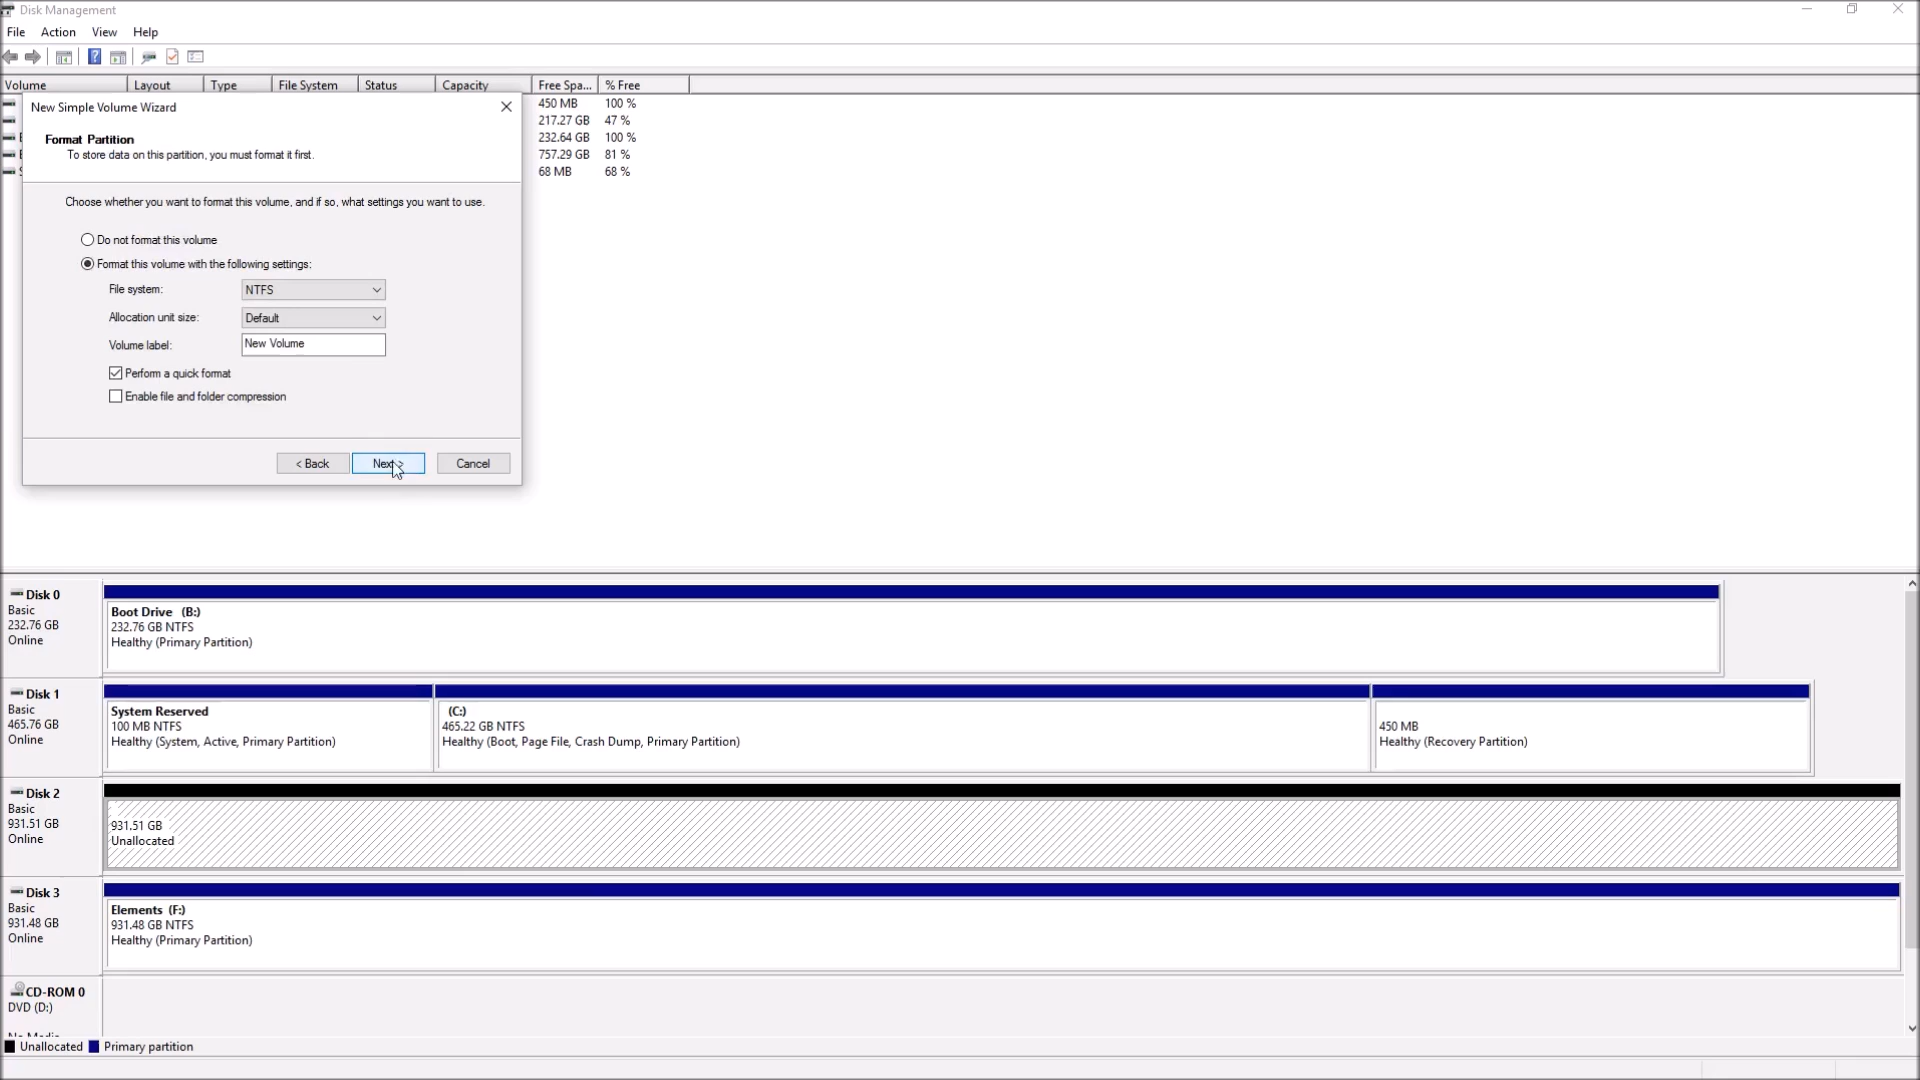 Disk Management
File Action View Help
Volume Layout Type File System Status Capacity Free Spa... % Free
450 MB 100 %
217.27 GB 47 %
232.64 GB 100 %
757.29 GB 81 %
68 MB 68 %
New Simple Volume Wizard
Format Partition
To store data on this partition, you must format it first.
Choose whether you want to format this volume, and if so, what settings you want to use.
Do not format this volume
Format this volume with the following settings:
File system: NTFS
Allocation unit size: Default
Volume label: New Volume
Perform a quick format
Enable file and folder compression
< Back Next > Cancel
Disk 0
Basic
232.76 GB
Online
Boot Drive (B:)
232.76 GB NTFS
Healthy (Primary Partition)
Disk 1
Basic
465.76 GB
Online
System Reserved
100 MB NTFS
Healthy (System, Active, Primary Partition)
(C:)
465.22 GB NTFS
Healthy (Boot, Page File, Crash Dump, Primary Partition)
450 MB
Healthy (Recovery Partition)
Disk 2
Basic
931.51 GB
Online
931.51 GB
Unallocated
Disk 3
Basic
931.48 GB
Online
Elements (F:)
931.48 GB NTFS
Healthy (Primary Partition)
CD-ROM 0
DVD (D:)
No Media
Unallocated Primary partition